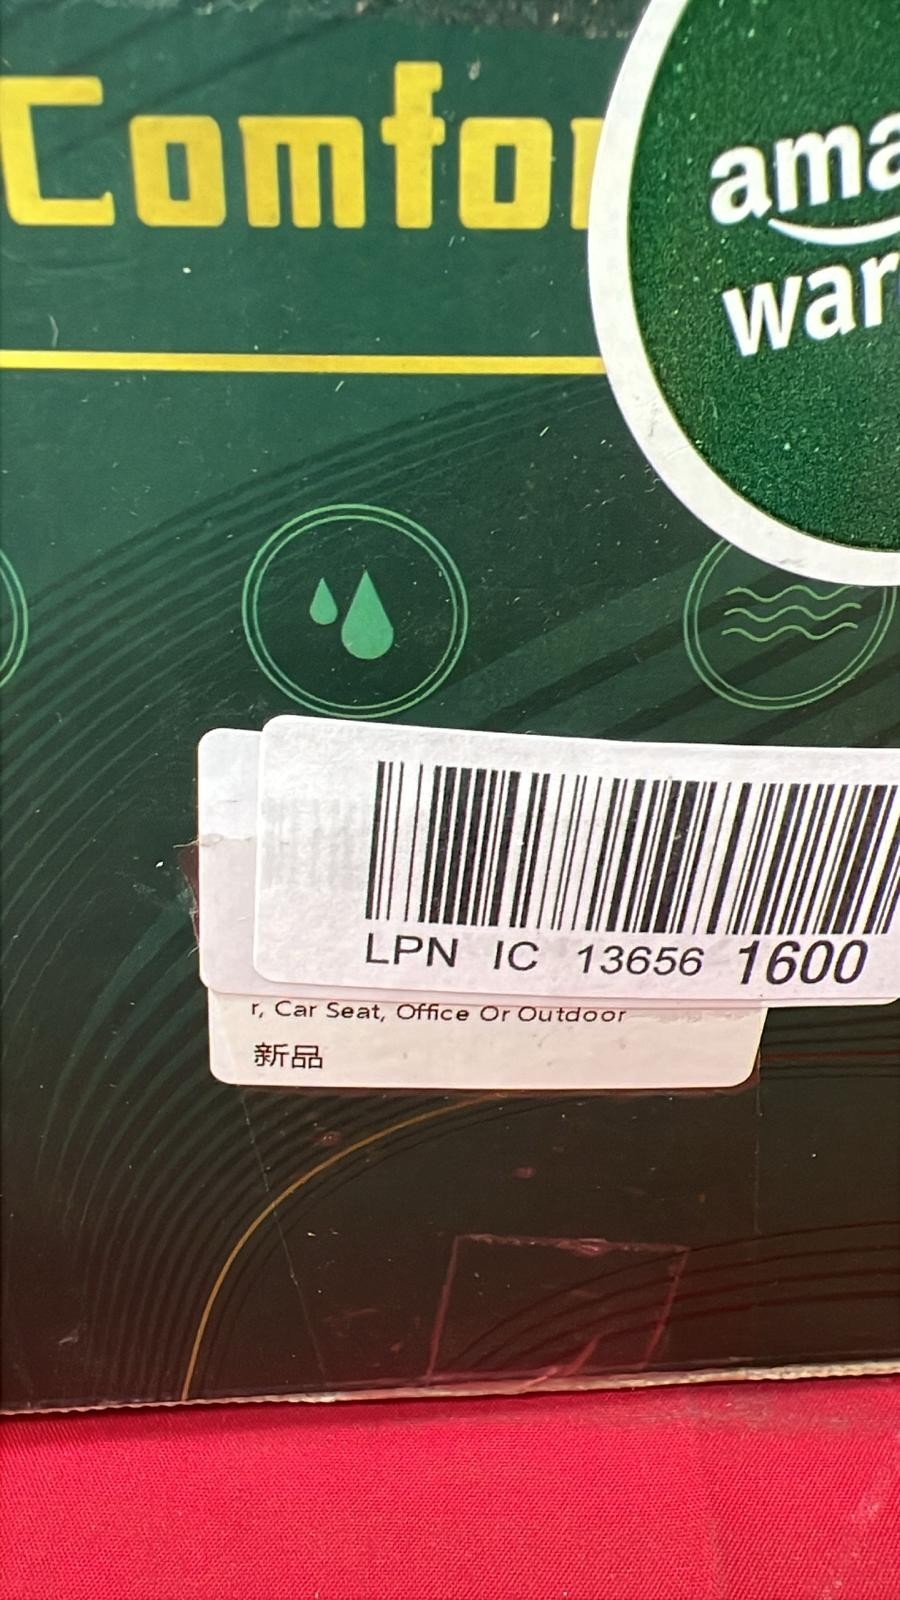 Comfor
ama
war
LPN IC 13656 1600
r, Car Seat, Office Or Outdoor
新品